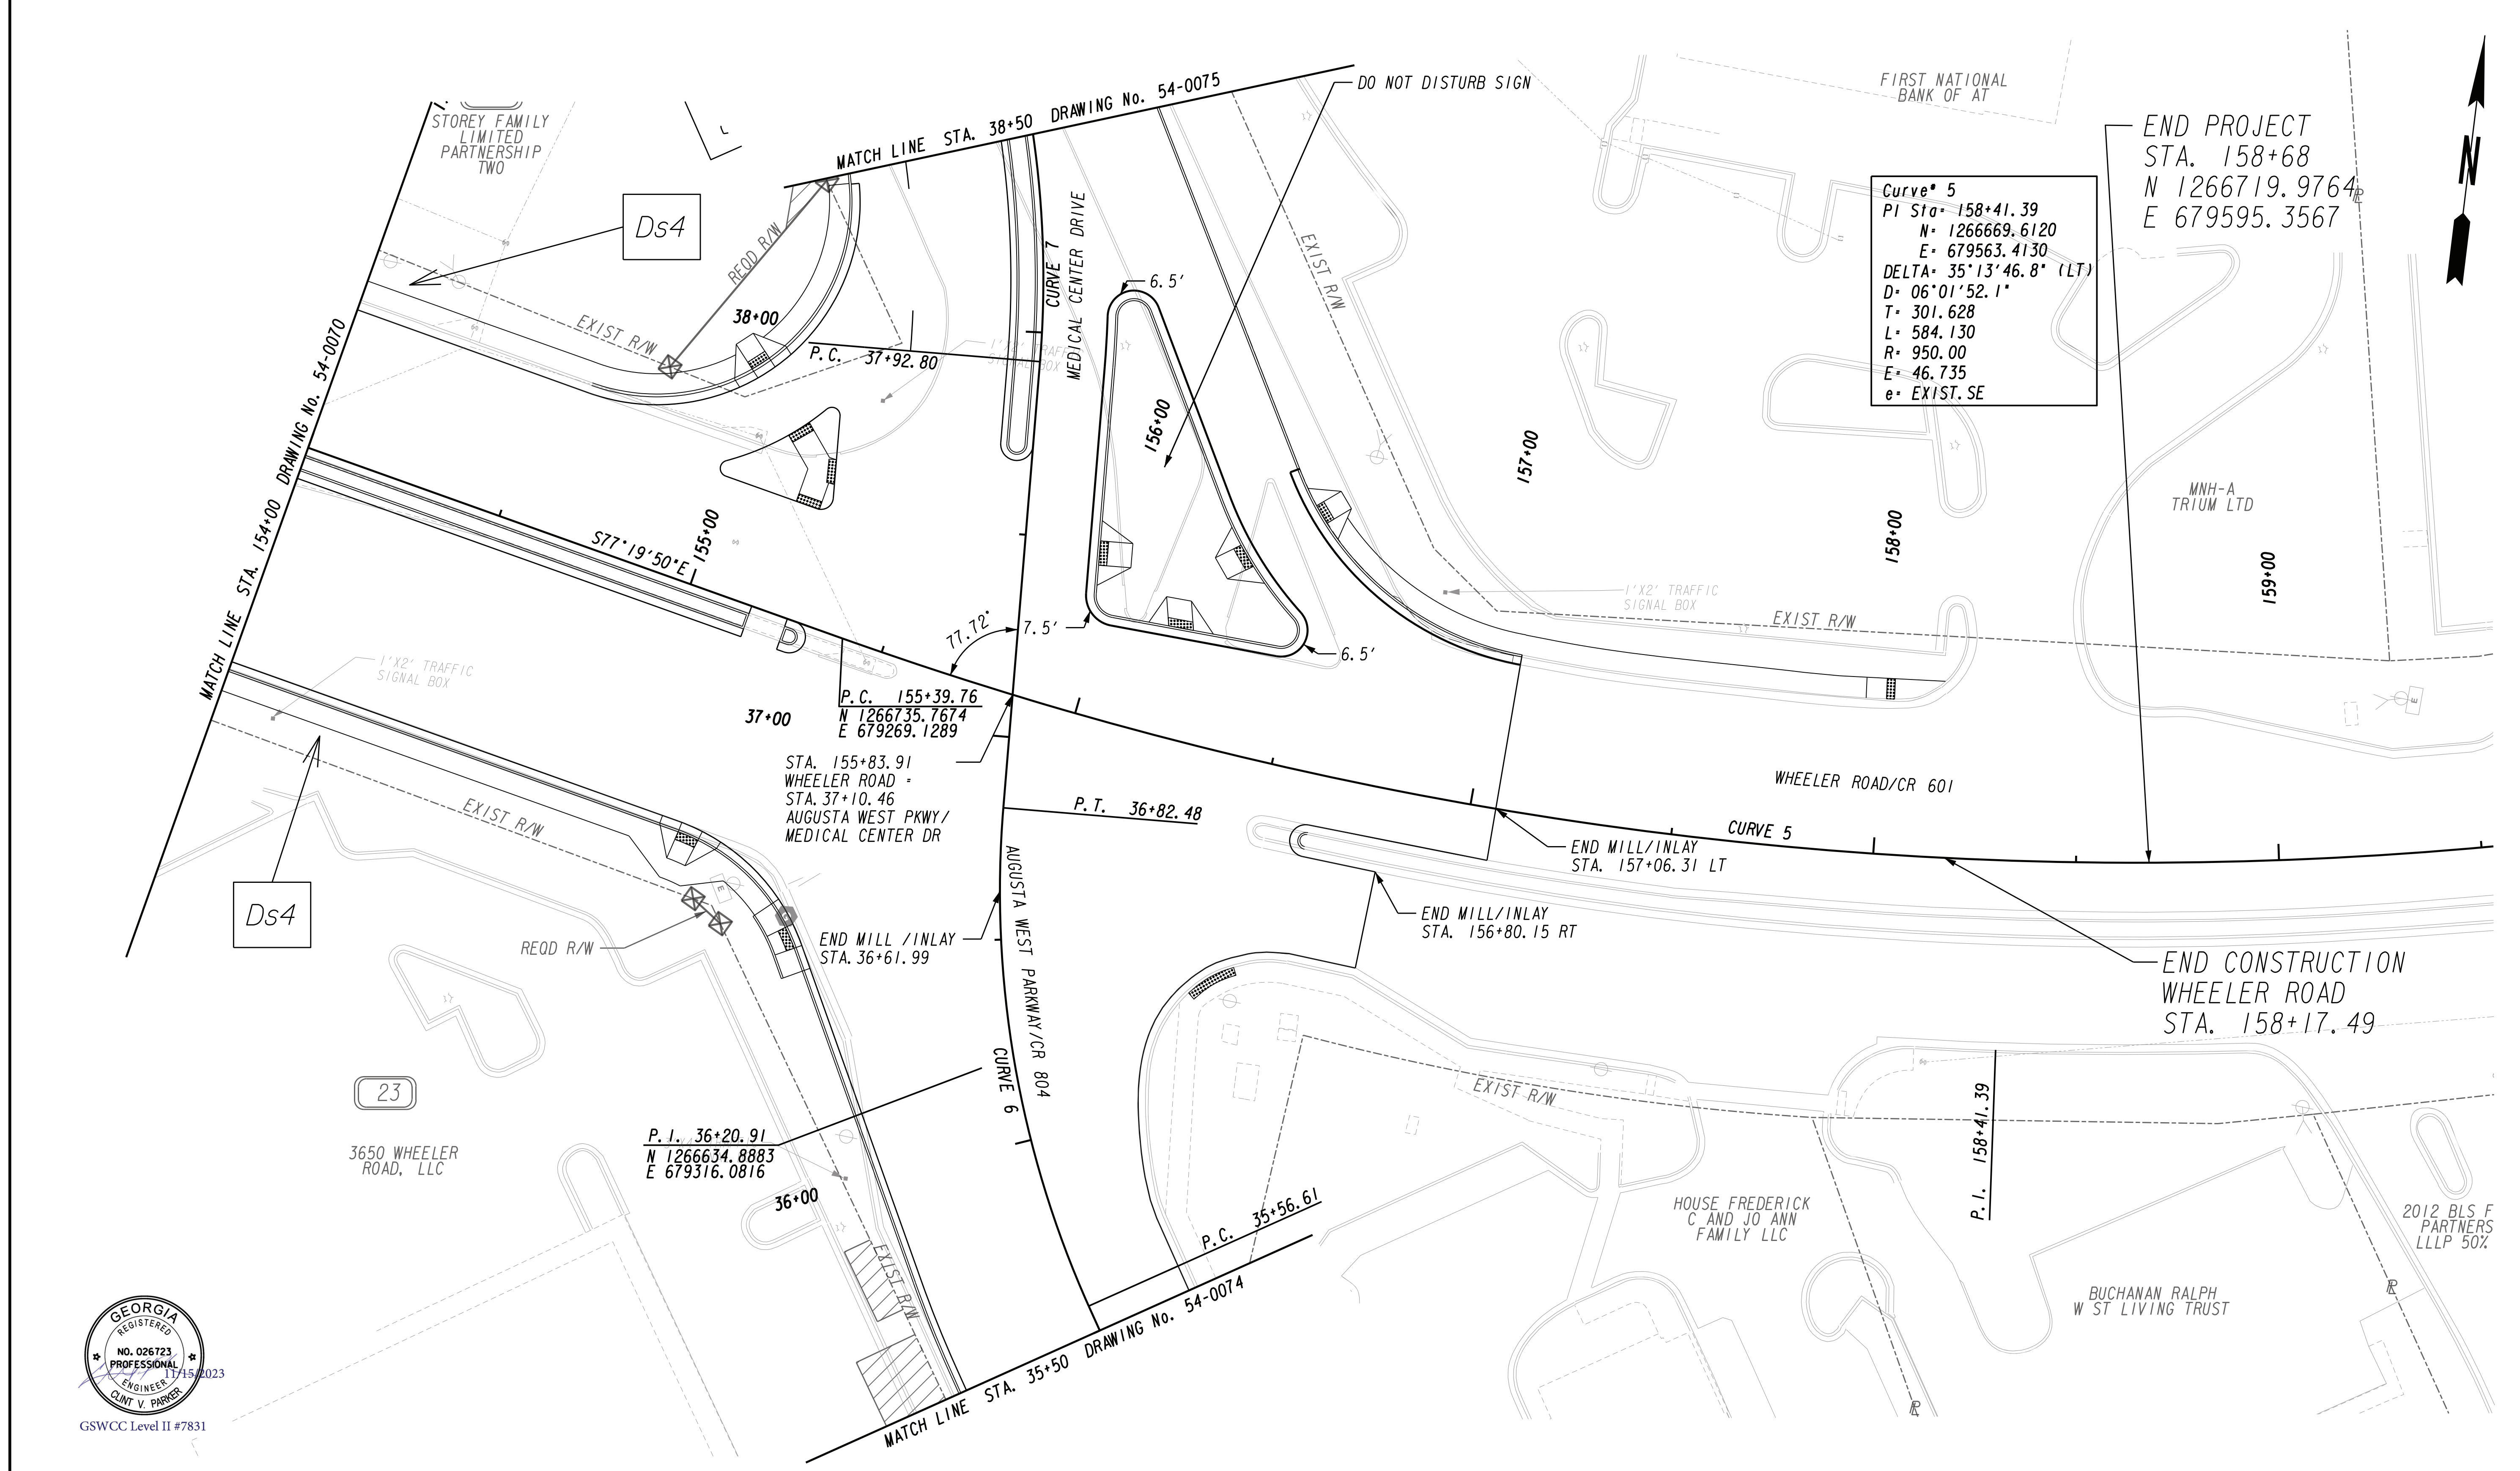 STOREY FAMILY
LIMITED
PARTNERSHIP
TWO
Ds4
MATCH LINE STA. 38+50 DRAWING No. 54-0075
DO NOT DISTURB SIGN
FIRST NATIONAL
BANK OF AT
END PROJECT
STA. 158+68
N 1266719.9764
E 679595.3567
N
Curve# 5
PI Sta= 158+41.39
N= 1266669.6120
E= 679563.4130
DELTA= 35°13'46.8" (LT)
D= 06°01'52.1"
T= 301.628
L= 584.130
R= 950.00
E= 46.735
e= EXIST.SE
REQD R/W
EXIST R/W
38+00
P.C. 37+92.80
CURVE 7
MEDICAL CENTER DRIVE
6.5'
EXIST R/W
156+00
157+00
158+00
159+00
MNH-A
TRIUM LTD
MATCH LINE STA. 154+00 DRAWING No. 54-0070
S77°19'50"E
155+00
77.72°
7.5'
6.5'
1'X2' TRAFFIC
SIGNAL BOX
EXIST R/W
1'X2' TRAFFIC
SIGNAL BOX
37+00
P.C. 155+39.76
N 1266735.7674
E 679269.1289
STA. 155+83.91
WHEELER ROAD =
STA.37+10.46
AUGUSTA WEST PKWY/
MEDICAL CENTER DR
P.T. 36+82.48
WHEELER ROAD/CR 601
CURVE 5
END MILL/INLAY
STA. 157+06.31 LT
EXIST R/W
Ds4
REQD R/W
END MILL /INLAY
STA.36+61.99
AUGUSTA WEST PARKWAY/CR 804
CURVE 6
END MILL/INLAY
STA. 156+80.15 RT
END CONSTRUCTION
WHEELER ROAD
STA. 158+17.49
23
3650 WHEELER
ROAD, LLC
P.I. 36+20.91
N 1266634.8883
E 679316.0816
36+00
EXIST R/W
P.C. 35+56.61
MATCH LINE STA. 35+50 DRAWING No. 54-0074
EXIST R/W
P.I. 158+41.39
HOUSE FREDERICK
C AND JO ANN
FAMILY LLC
BUCHANAN RALPH
W ST LIVING TRUST
2012 BLS F
PARTNERS
LLLP 50%
GEORGIA
REGISTERED
NO. 026723
PROFESSIONAL
ENGINEER
CLINT V. PARKER
11/15/2023
GSWCC Level II #7831